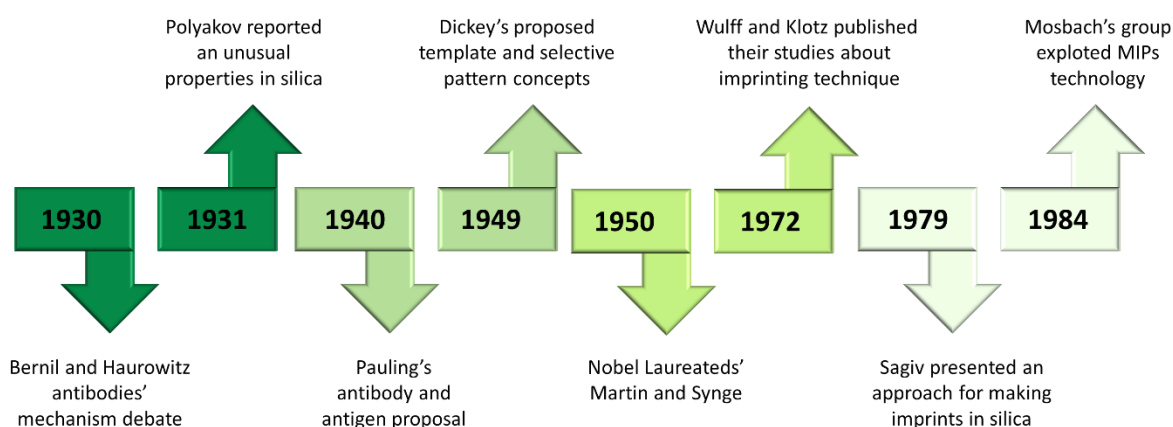 Polyakov reported
an unusual
properties in silica
Dickey's proposed
template and selective
pattern concepts
Wulff and Klotz published
their studies about
imprinting technique
Mosbach's group
exploted MIPs
technology
1930
1931
1940
1949
1950
1972
1979
1984
Bernil and Haurowitz
antibodies'
mechanism debate
Pauling's
antibody and
antigen proposal
Nobel Laureateds'
Martin and Synge
Sagiv presented an
approach for making
imprints in silica